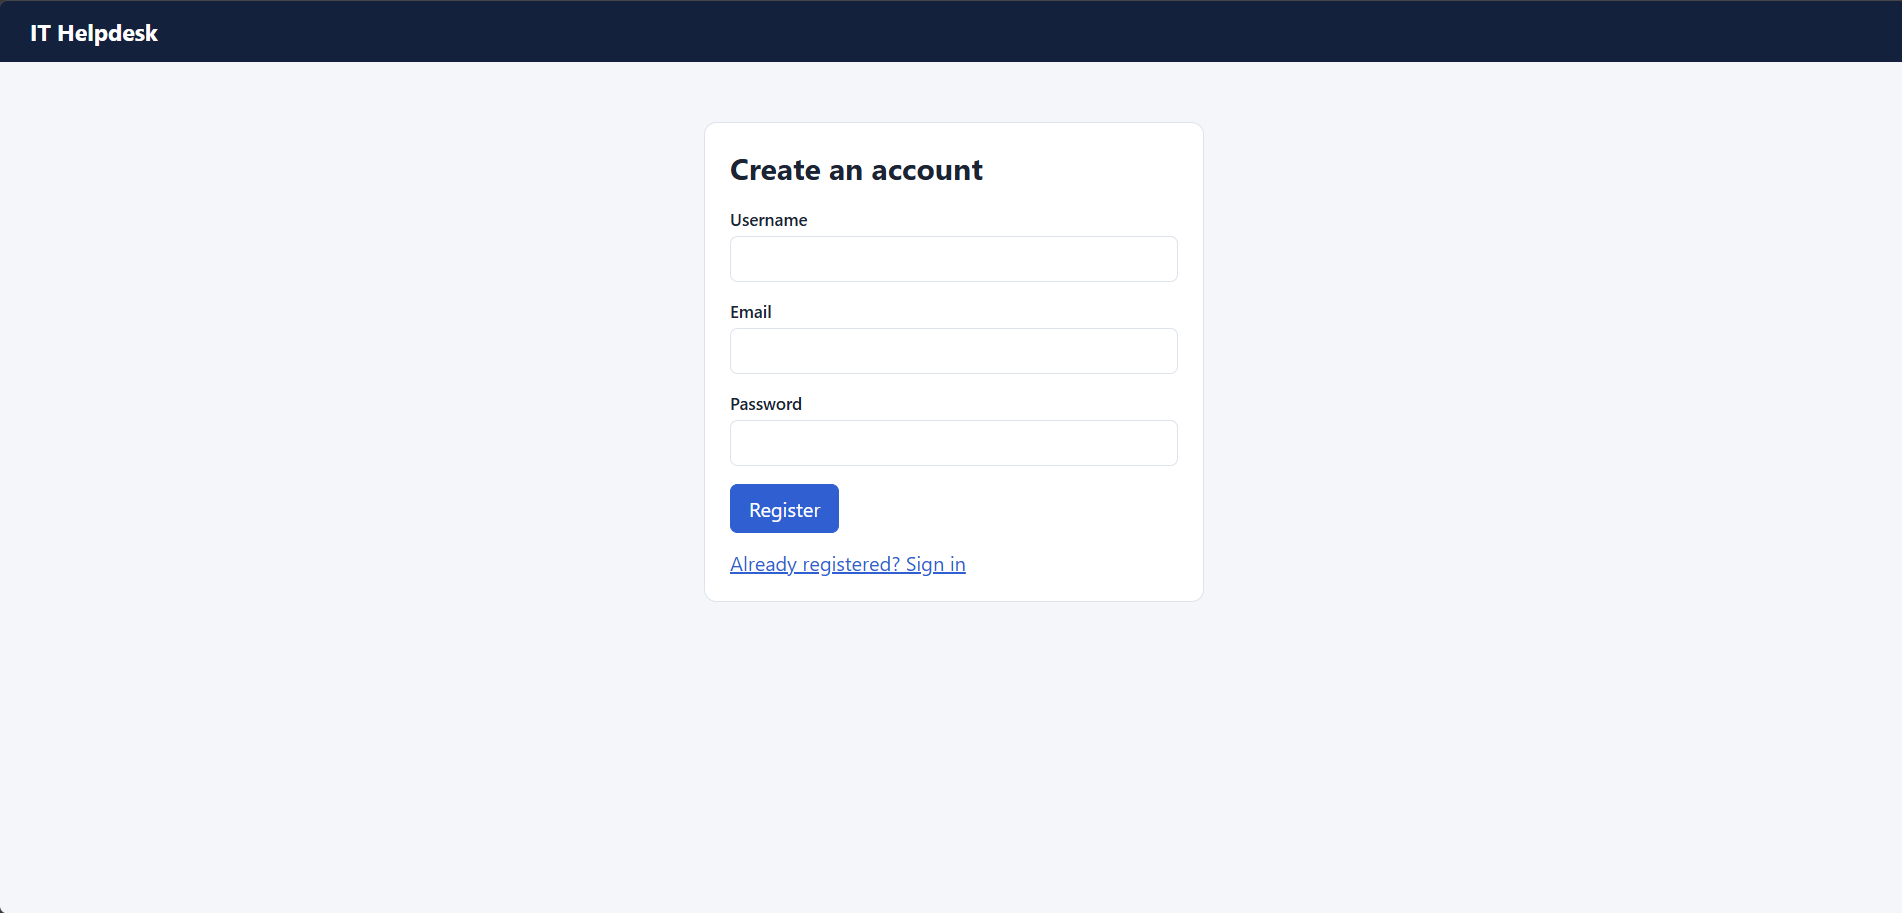 IT Helpdesk
Create an account
Username
Email
Password
Register
Already registered? Sign in